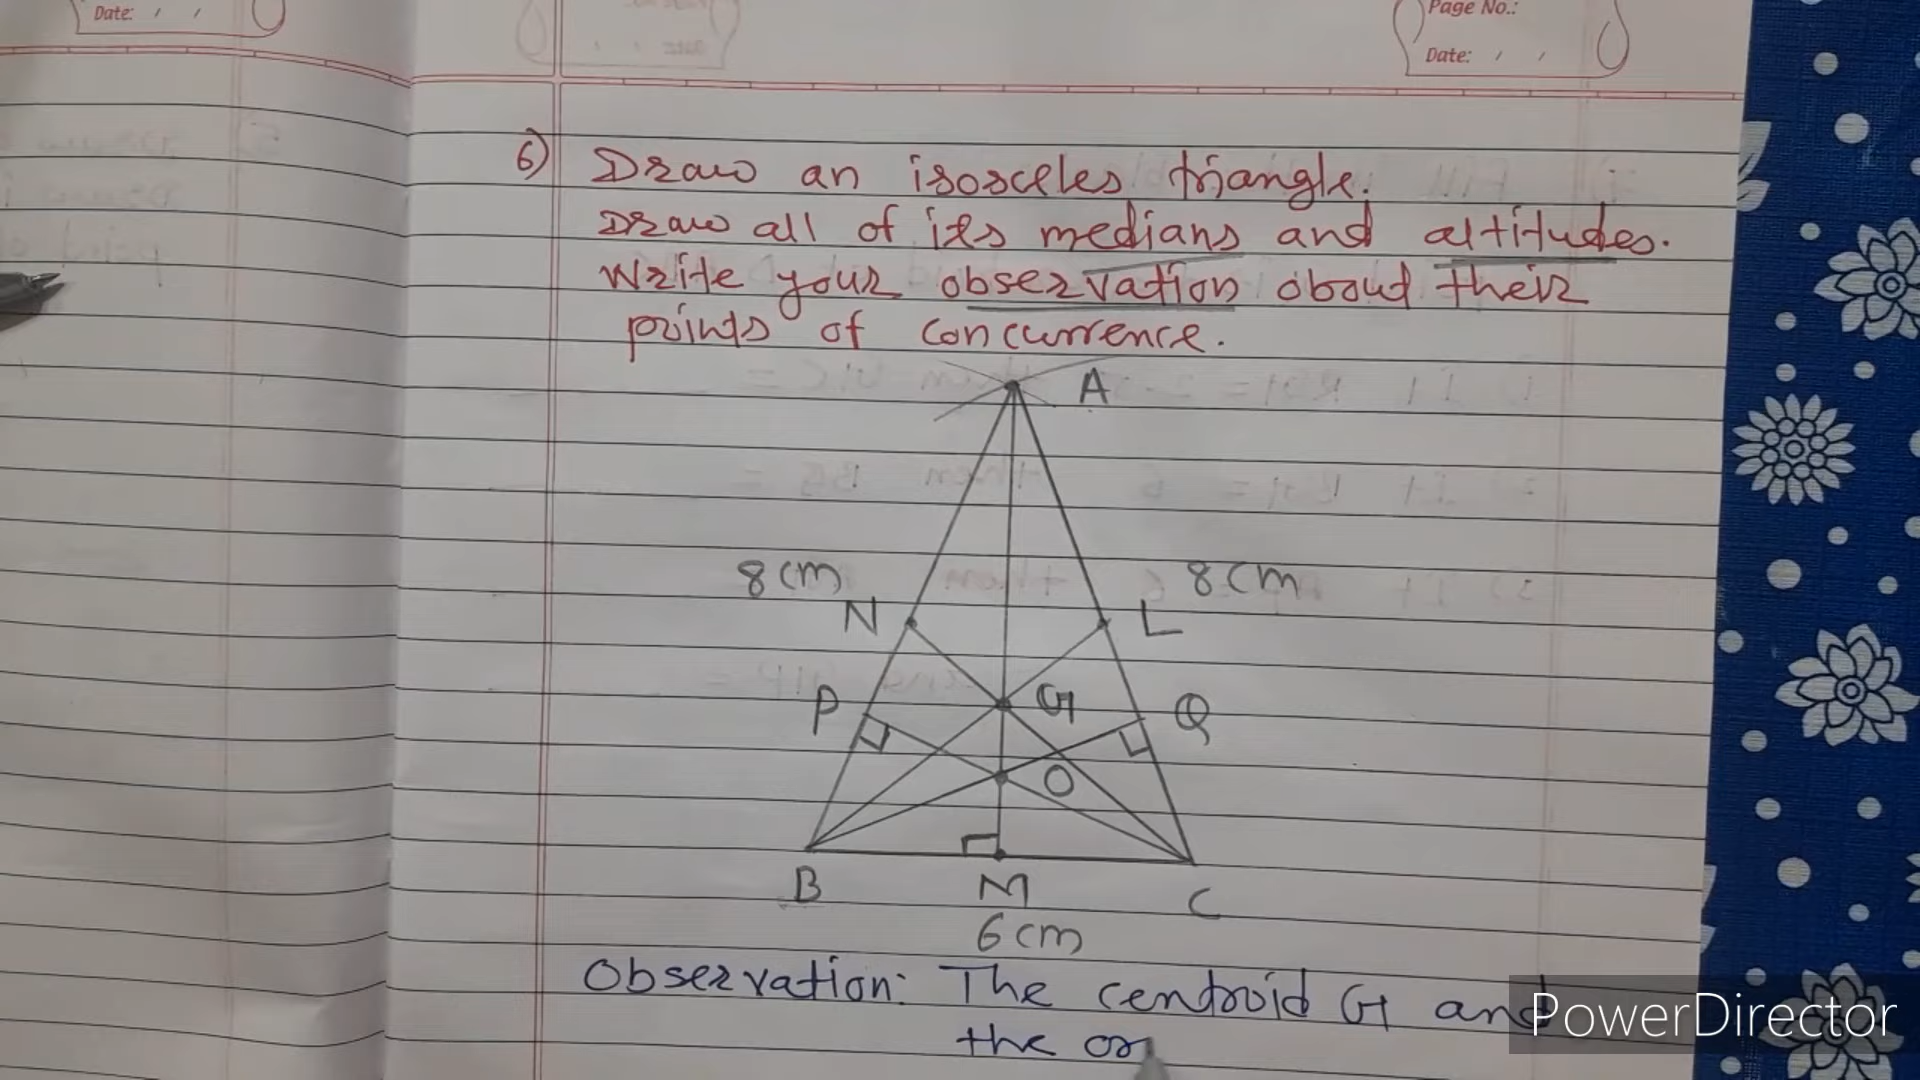 Date: / /
Page No.:
Date: / /
6) Draw an isosceles triangle.
Draw all of its medians and altitudes.
Write your observation about their
points of concurrence.
A
8 cm
8 cm
N
L
P
G
Q
O
B
M
C
6 cm
Observation: The centroid G and
the or
PowerDirector